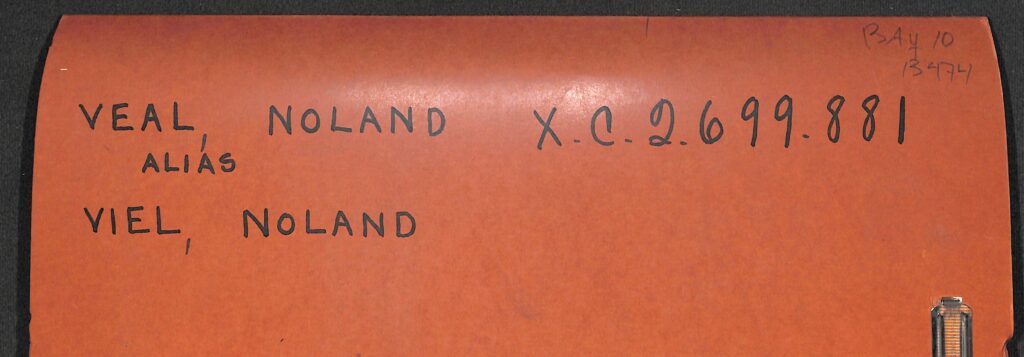 BAY 10
B474
VEAL, NOLAND X.C.2.699.881
ALIAS
VIEL, NOLAND